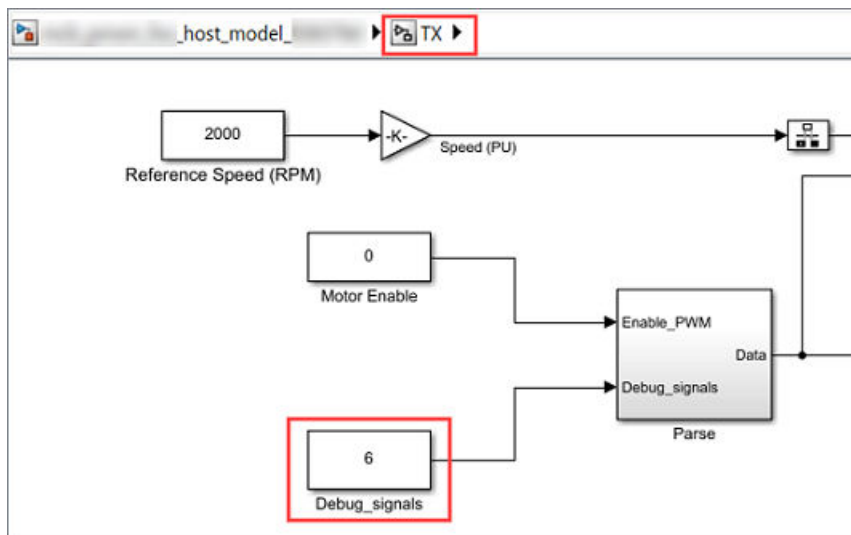 _host_model_ TX
2000
-K-
Speed (PU)
Reference Speed (RPM)
0
Motor Enable
Enable_PWM
Data
Debug_signals
Parse
6
Debug_signals